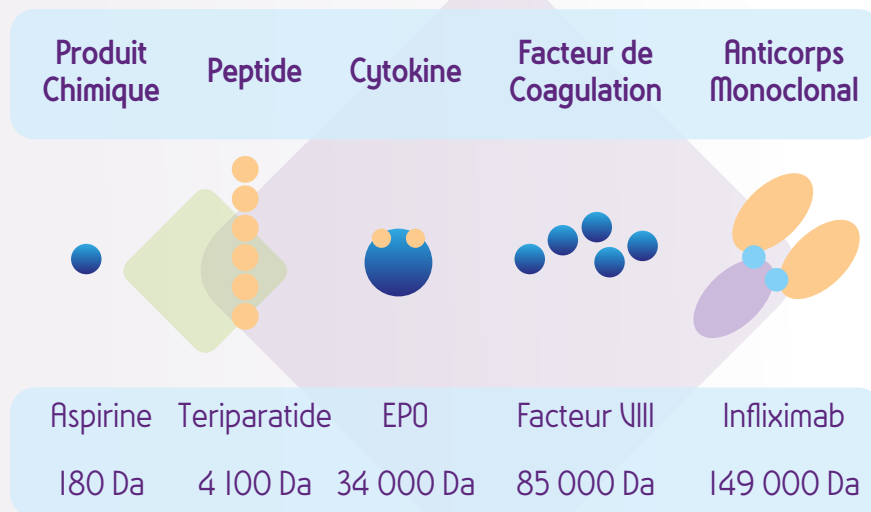 Produit
Chimique
Peptide
Cytokine
Facteur de
Coagulation
Anticorps
Monoclonal
Aspirine
Teriparatide
EPO
Facteur VIII
Infliximab
180 Da
4 100 Da
34 000 Da
85 000 Da
149 000 Da